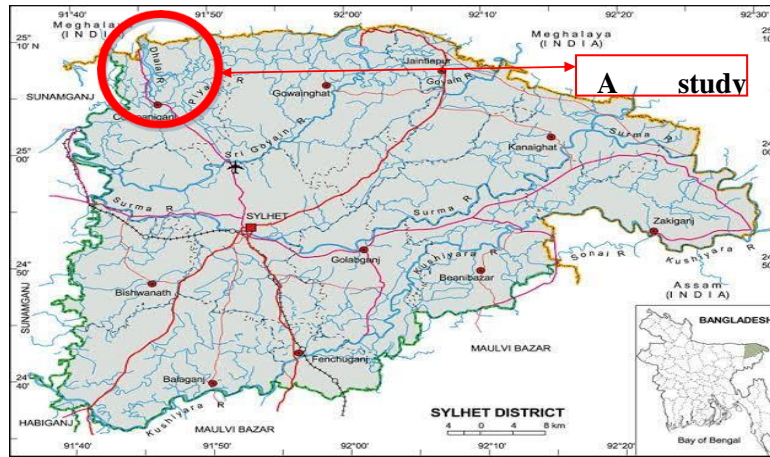 91°40' 91°50' 92°00' 92°10' 92°20' 92°30'
Meghalaya
(INDIA)
Meghalaya
(INDIA)
25°
10' N
Dhalai R
Piya R
Jaintiapur
Goyain R
A study
SUNAMGANJ
Gowainghat
Kanaighat
Surma R
25°
00'
Sri Goyain R
Surma R
SYLHET
Surma R
Zakiganj
Golabganj
Sonai R
Kushiyara R
24°
50'
Bishwanath
Beanibazar
Assam
(INDIA)
SUNAMGANJ
BANGLADESH
MAULVI BAZAR
Fenchuganj
24°
40'
Balaganj
SYLHET DISTRICT
4 0 4 8 km
HABIGANJ
Kushiyara R
MAULVI BAZAR
Bay of Bengal
91°40' 91°50' 92°00' 92°10' 92°20'